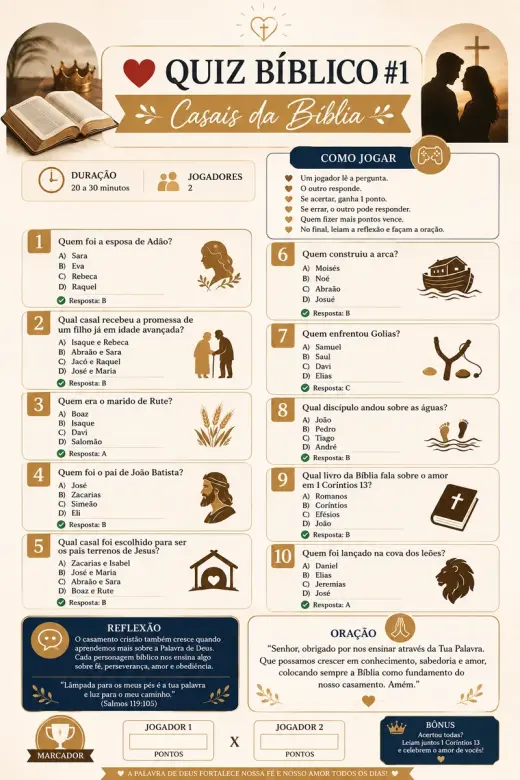 QUIZ BÍBLICO #1
Casais da Bíblia
DURAÇÃO
20 a 30 minutos
JOGADORES
2
COMO JOGAR
Um jogador lê a pergunta.
O outro responde.
Se acertar, ganha 1 ponto.
Se errar, o outro pode responder.
Quem fizer mais pontos vence.
No final, leiam a reflexão e façam a oração.
1
Quem foi a esposa de Adão?
A) Sara
B) Eva
C) Rebeca
D) Raquel
Resposta: B
2
Qual casal recebeu a promessa de
um filho já em idade avançada?
A) Isaque e Rebeca
B) Abraão e Sara
C) Jacó e Raquel
D) José e Maria
Resposta: B
3
Quem era o marido de Rute?
A) Boaz
B) Isaque
C) Davi
D) Salomão
Resposta: A
4
Quem foi o pai de João Batista?
A) José
B) Zacarias
C) Simeão
D) Eli
Resposta: B
5
Qual casal foi escolhido para ser
os pais terrenos de Jesus?
A) Zacarias e Isabel
B) José e Maria
C) Abraão e Sara
D) Boaz e Rute
Resposta: B
6
Quem construiu a arca?
A) Moisés
B) Noé
C) Abraão
D) Josué
Resposta: B
7
Quem enfrentou Golias?
A) Samuel
B) Saul
C) Davi
D) Elias
Resposta: C
8
Qual discípulo andou sobre as águas?
A) João
B) Pedro
C) Tiago
D) André
Resposta: B
9
Qual livro da Bíblia fala sobre o amor
em 1 Coríntios 13?
A) Romanos
B) Coríntios
C) Efésios
D) João
Resposta: B
10
Quem foi lançado na cova dos leões?
A) Daniel
B) Elias
C) Jeremias
D) José
Resposta: A
REFLEXÃO
O casamento cristão também cresce quando
aprendemos mais sobre a Palavra de Deus.
Cada personagem bíblico nos ensina algo
sobre fé, perseverança, amor e obediência.
"Lâmpada para os meus pés é a tua palavra
e luz para o meu caminho."
(Salmos 119:105)
ORAÇÃO
"Senhor, obrigado por nos ensinar através da Tua Palavra.
Que possamos crescer em conhecimento, sabedoria e amor,
colocando sempre a Bíblia como fundamento do
nosso casamento. Amém."
MARCADOR
JOGADOR 1
PONTOS
X
JOGADOR 2
PONTOS
BÔNUS
Acertou todas?
Leiam juntos 1 Coríntios 13
e celebrem o amor de vocês!
A PALAVRA DE DEUS FORTALECE NOSSA FÉ E NOSSO AMOR TODOS OS DIAS!